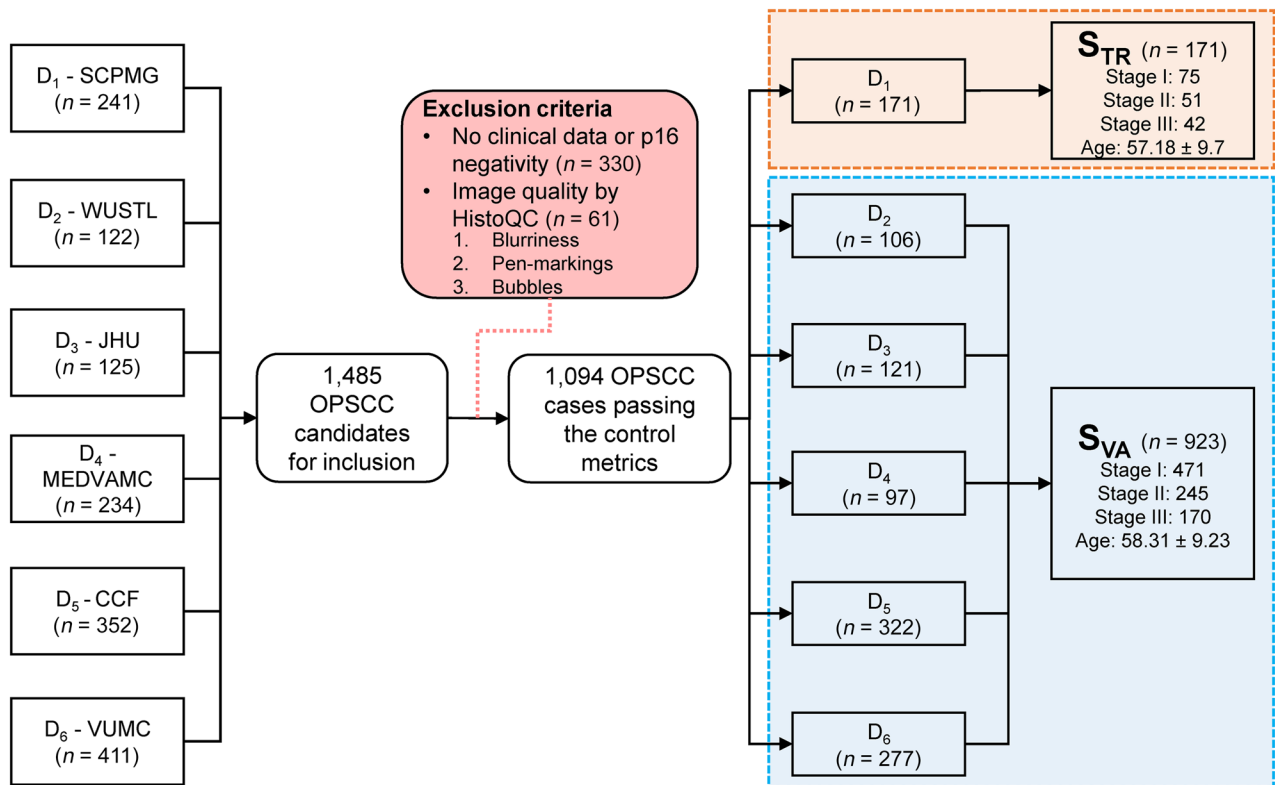 D₁ - SCPMG
(n = 241)
D₂ - WUSTL
(n = 122)
D₃ - JHU
(n = 125)
D₄ -
MEDVAMC
(n = 234)
D₅ - CCF
(n = 352)
D₆ - VUMC
(n = 411)
1,485
OPSCC
candidates
for inclusion
Exclusion criteria
• No clinical data or p16
negativity (n = 330)
• Image quality by
HistoQC (n = 61)
1. Blurriness
2. Pen-markings
3. Bubbles
1,094 OPSCC
cases passing
the control
metrics
D₁
(n = 171)
D₂
(n = 106)
D₃
(n = 121)
D₄
(n = 97)
D₅
(n = 322)
D₆
(n = 277)
S_TR (n = 171)
Stage I: 75
Stage II: 51
Stage III: 42
Age: 57.18 ± 9.7
S_VA (n = 923)
Stage I: 471
Stage II: 245
Stage III: 170
Age: 58.31 ± 9.23